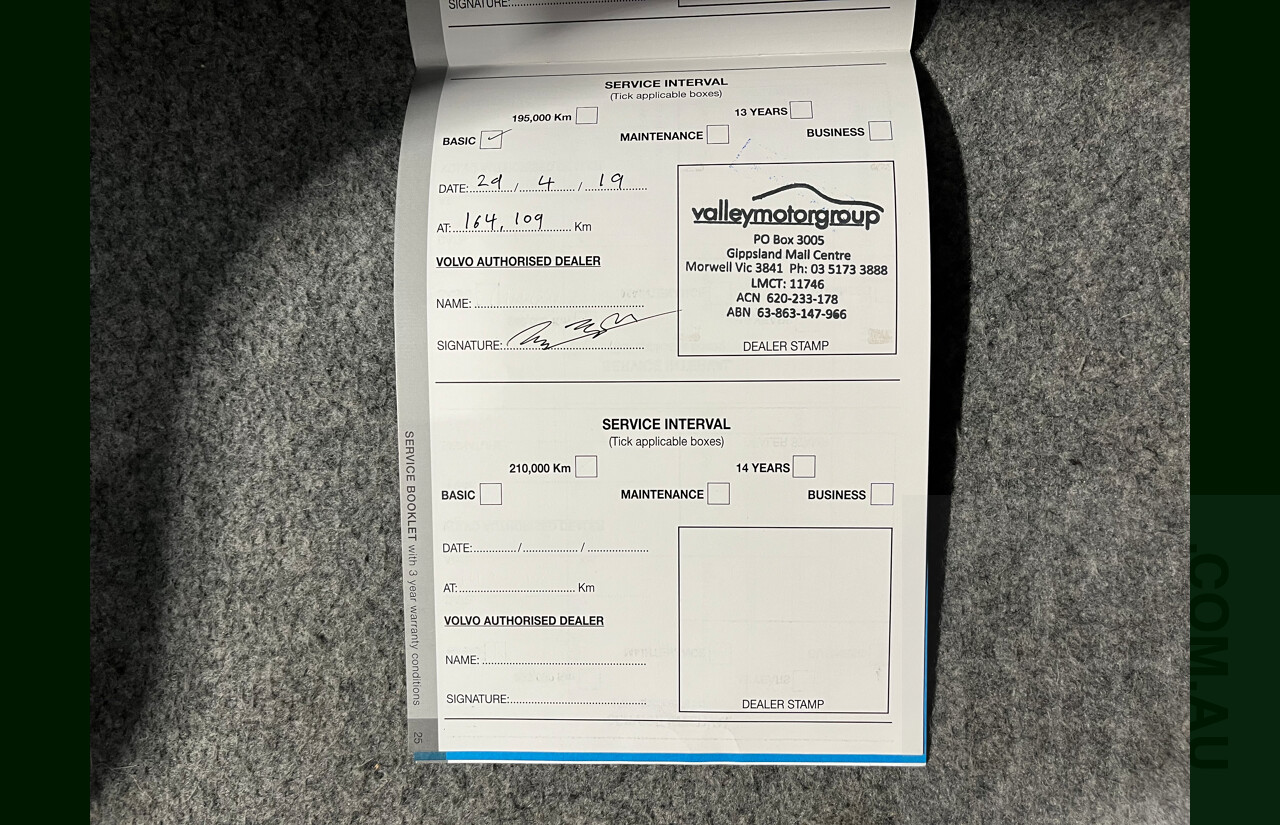 SIGNATURE:
SERVICE INTERVAL
(Tick applicable boxes)
195,000 Km
13 YEARS
BASIC
MAINTENANCE
BUSINESS
DATE: 29 / 4 / 19
AT: 164,109 Km
VOLVO AUTHORISED DEALER
NAME:
SIGNATURE:
valleymotorgroup
PO Box 3005
Gippsland Mail Centre
Morwell Vic 3841 Ph: 03 5173 3888
LMCT: 11746
ACN 620-233-178
ABN 63-863-147-966
DEALER STAMP
SERVICE INTERVAL
(Tick applicable boxes)
210,000 Km
14 YEARS
BASIC
MAINTENANCE
BUSINESS
DATE: / /
AT: Km
VOLVO AUTHORISED DEALER
NAME:
SIGNATURE:
DEALER STAMP
SERVICE BOOKLET with 3 year warranty conditions
25
.COM.AU